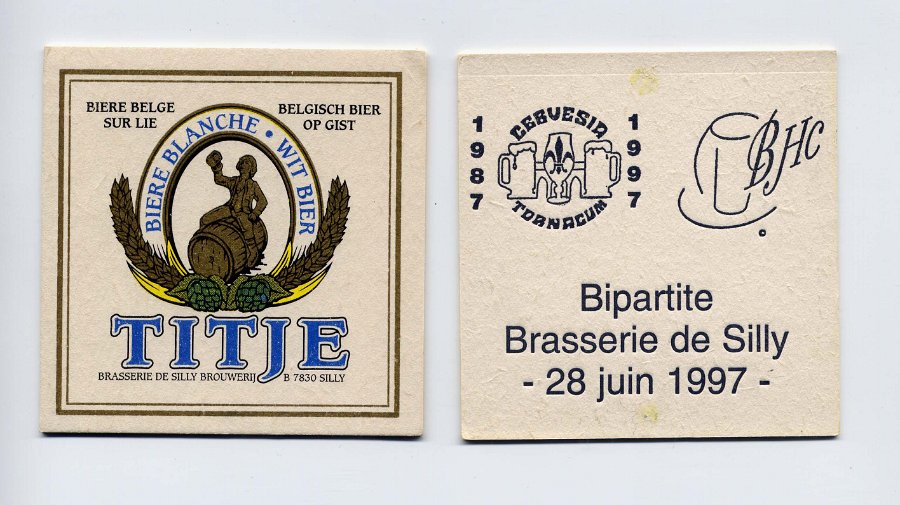 BIERE BELGE
SUR LIE
BELGISCH BIER
OP GIST
BIERE BLANCHE • WIT BIER
TITJE
BRASSERIE DE SILLY BROUWERIJ B 7830 SILLY
1987
CERVESIA
TORNACUM
1997
BHC
Bipartite
Brasserie de Silly
- 28 juin 1997 -